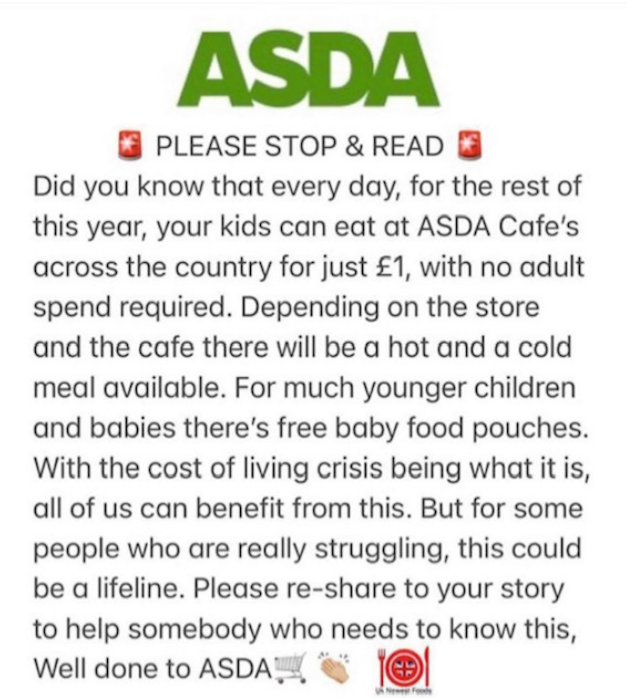 ASDA
🚨 PLEASE STOP & READ 🚨
Did you know that every day, for the rest of
this year, your kids can eat at ASDA Cafe's
across the country for just £1, with no adult
spend required. Depending on the store
and the cafe there will be a hot and a cold
meal available. For much younger children
and babies there's free baby food pouches.
With the cost of living crisis being what it is,
all of us can benefit from this. But for some
people who are really struggling, this could
be a lifeline. Please re-share to your story
to help somebody who needs to know this,
Well done to ASDA🛒 👏🏼
Uk Newest Foods